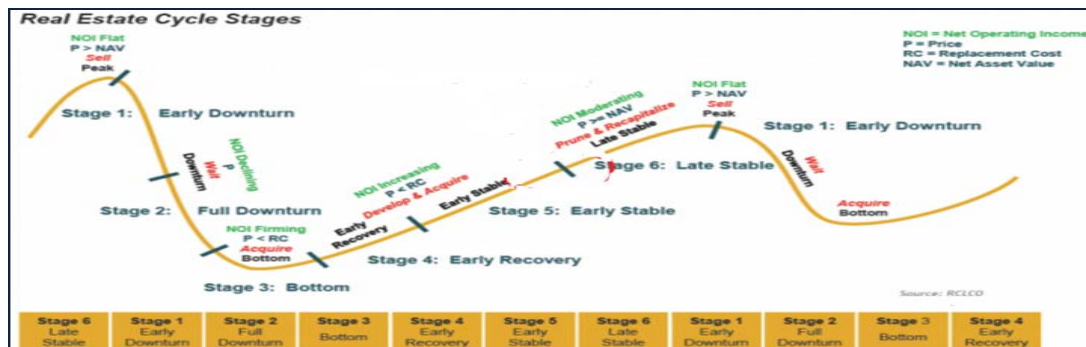 Real Estate Cycle Stages
NOI Flat
P > NAV
Sell
Peak
Stage 1: Early Downturn
NOI Declining
P
Wait
Downturn
Stage 2: Full Downturn
NOI Firming
P < RC
Acquire
Bottom
Stage 3: Bottom
NOI Increasing
P < RC
Develop & Acquire
Early
Recovery
Early Stable
Stage 4: Early Recovery
Stage 5: Early Stable
NOI Moderating
P >= NAV
Prune & Recapitalize
Late Stable
Stage 6: Late Stable
NOI Flat
P > NAV
Sell
Peak
Stage 1: Early Downturn
Wait
Downturn
Acquire
Bottom
NOI = Net Operating Income
P = Price
RC = Replacement Cost
NAV = Net Asset Value
Source: RCLCO
Stage 6
Late
Stable
Stage 1
Early
Downturn
Stage 2
Full
Downturn
Stage 3
Bottom
Stage 4
Early
Recovery
Stage 5
Early
Stable
Stage 6
Late
Stable
Stage 1
Early
Downturn
Stage 2
Full
Downturn
Stage 3
Bottom
Stage 4
Early
Recovery